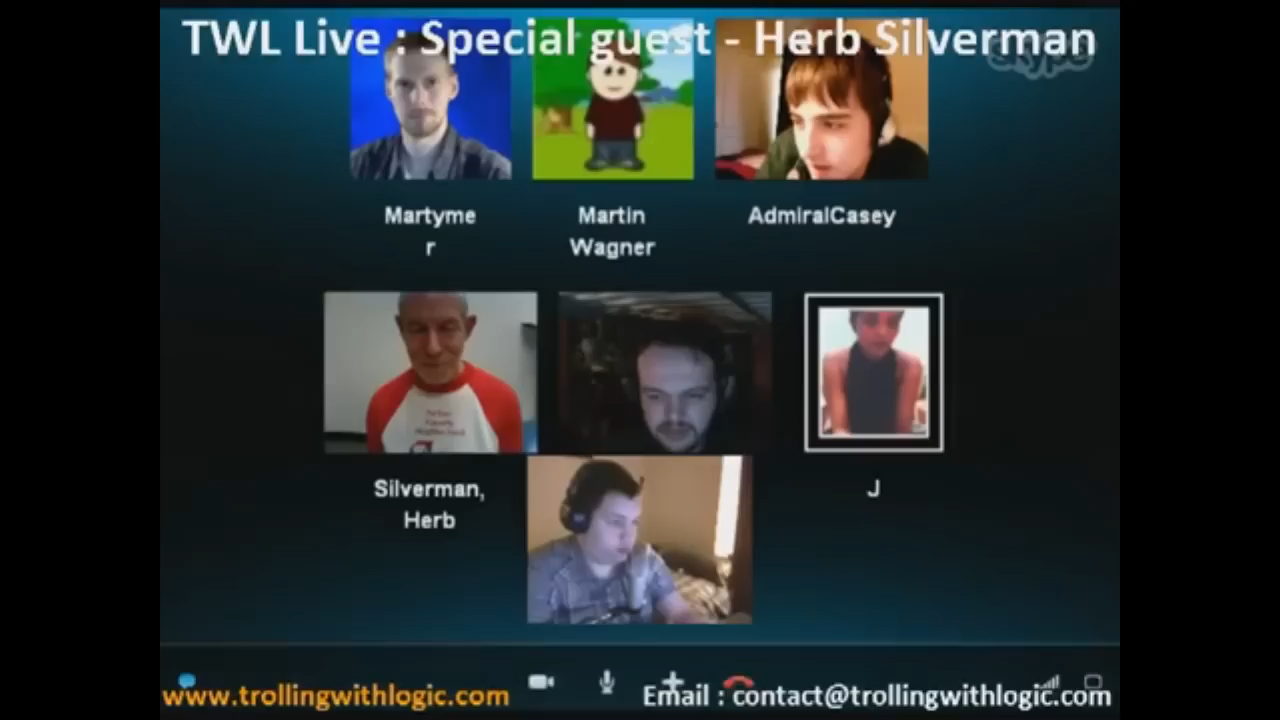 TWL Live : Special guest - Herb Silverman
skype
Martyme
r
Martin
Wagner
AdmiralCasey
Silverman,
Herb
J
www.trollingwithlogic.com
Email : contact@trollingwithlogic.com